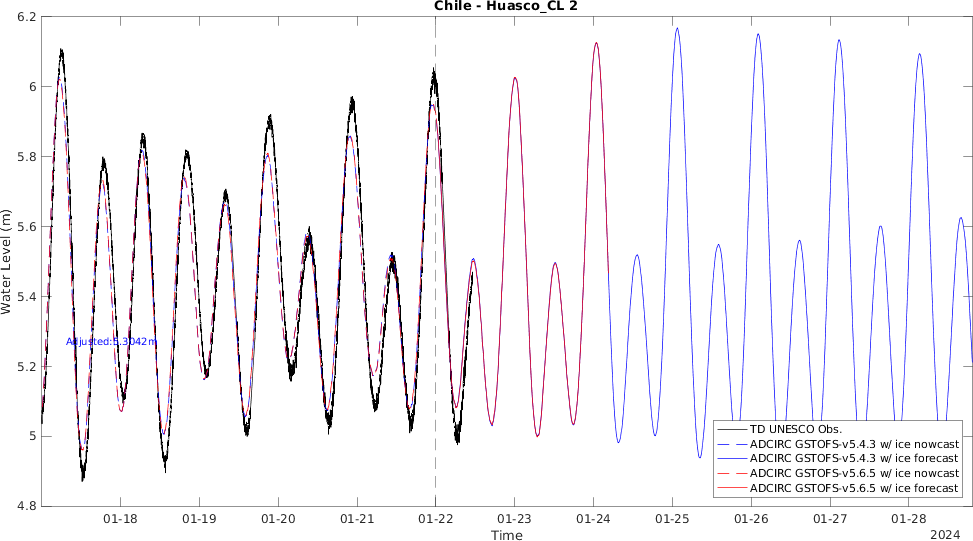 Chile - Huasco_CL 2
Water Level (m)
6.2
6
5.8
5.6
5.4
5.2
5
4.8
Adjusted:5.3042m
TD UNESCO Obs.
ADCIRC GSTOFS-v5.4.3 w/ ice nowcast
ADCIRC GSTOFS-v5.4.3 w/ ice forecast
ADCIRC GSTOFS-v5.6.5 w/ ice nowcast
ADCIRC GSTOFS-v5.6.5 w/ ice forecast
01-18 01-19 01-20 01-21 01-22 01-23 01-24 01-25 01-26 01-27 01-28
Time
2024